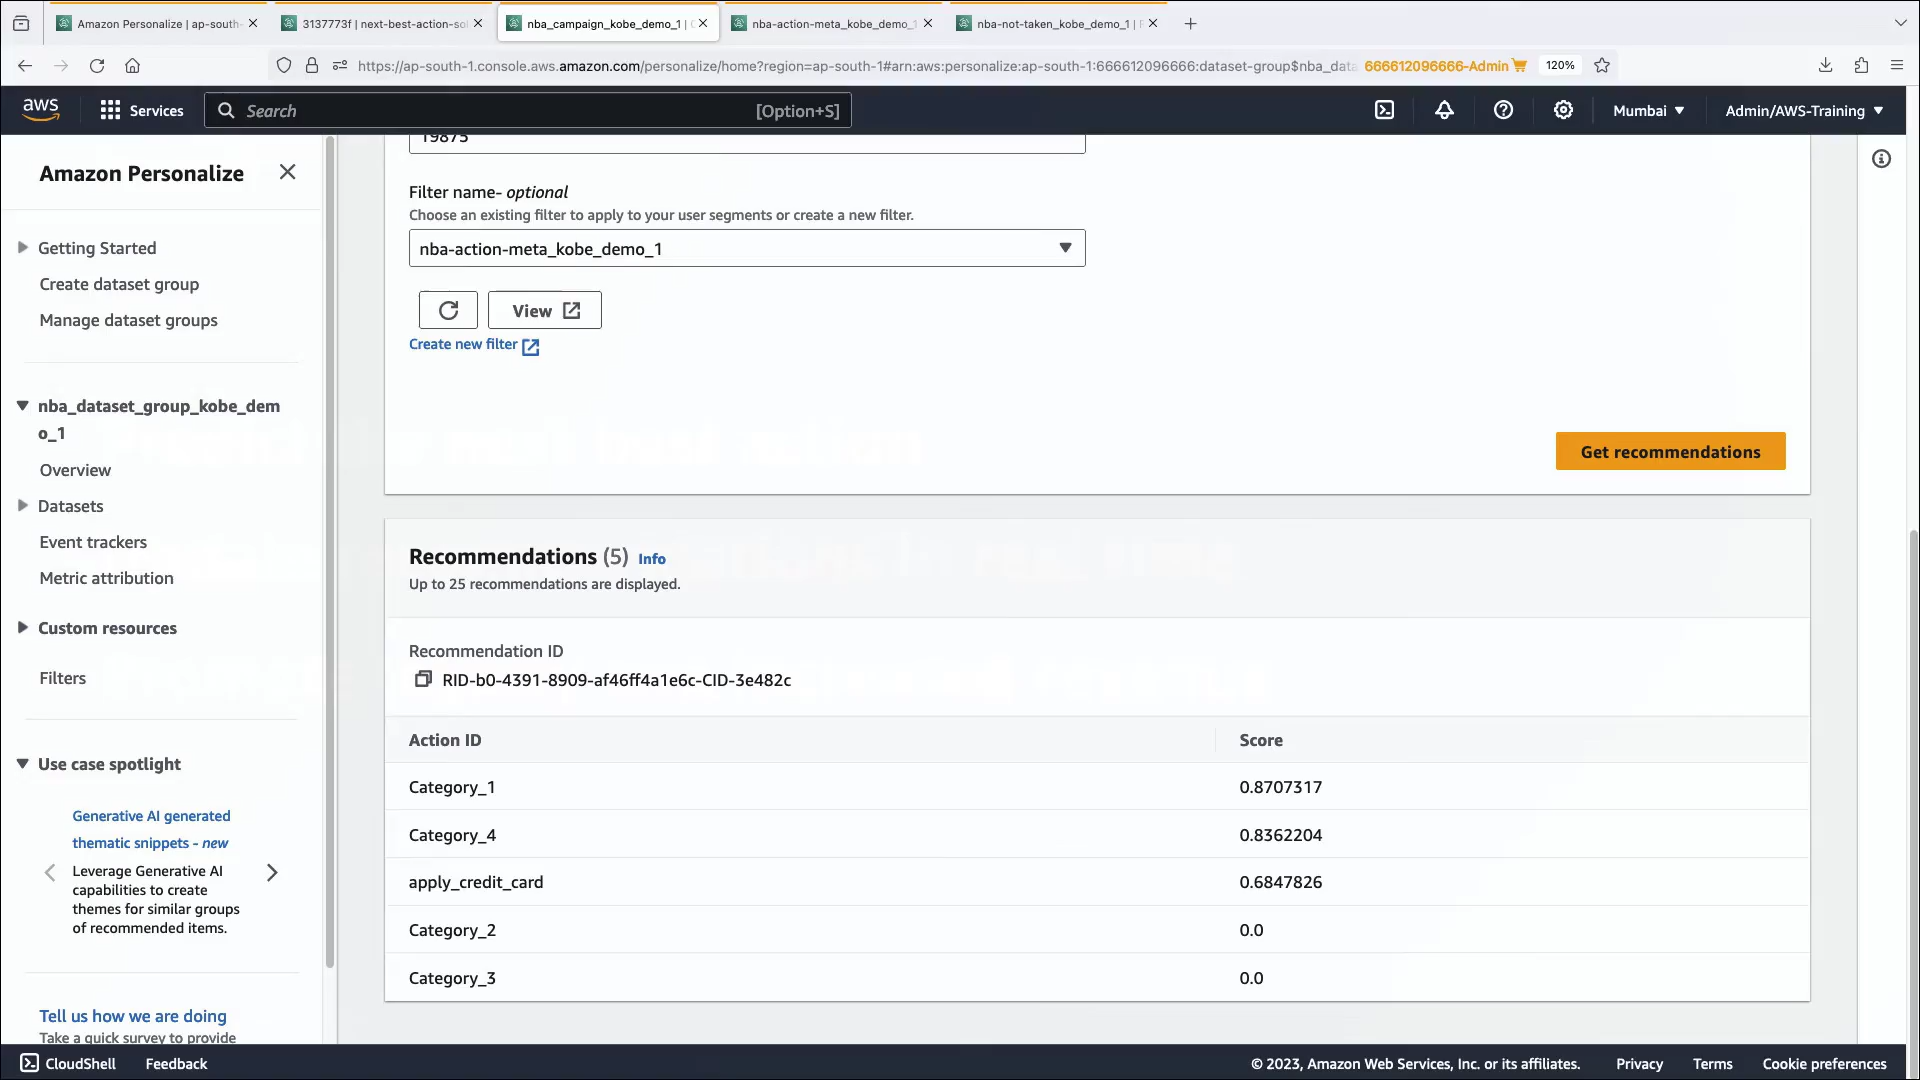 Amazon Personalize | ap-south-
3137773f | next-best-action-sol
nba_campaign_kobe_demo_1 | C
nba-action-meta_kobe_demo_1
nba-not-taken_kobe_demo_1 | F
https://ap-south-1.console.aws.amazon.com/personalize/home?region=ap-south-1#arn:aws:personalize:ap-south-1:666612096666:dataset-group$nba_data
666612096666-Admin
120%
aws
Services
Search
[Option+S]
Mumbai
Admin/AWS-Training
Amazon Personalize
Getting Started
Create dataset group
Manage dataset groups
nba_dataset_group_kobe_dem
o_1
Overview
Datasets
Event trackers
Metric attribution
Custom resources
Filters
Use case spotlight
Generative AI generated
thematic snippets - new
Leverage Generative AI
capabilities to create
themes for similar groups
of recommended items.
Tell us how we are doing
Take a quick survey to provide
19875
Filter name- optional
Choose an existing filter to apply to your user segments or create a new filter.
nba-action-meta_kobe_demo_1
View
Create new filter
Get recommendations
Recommendations (5) Info
Up to 25 recommendations are displayed.
Recommendation ID
RID-b0-4391-8909-af46ff4a1e6c-CID-3e482c
Action ID
Score
Category_1
0.8707317
Category_4
0.8362204
apply_credit_card
0.6847826
Category_2
0.0
Category_3
0.0
CloudShell
Feedback
© 2023, Amazon Web Services, Inc. or its affiliates.
Privacy
Terms
Cookie preferences